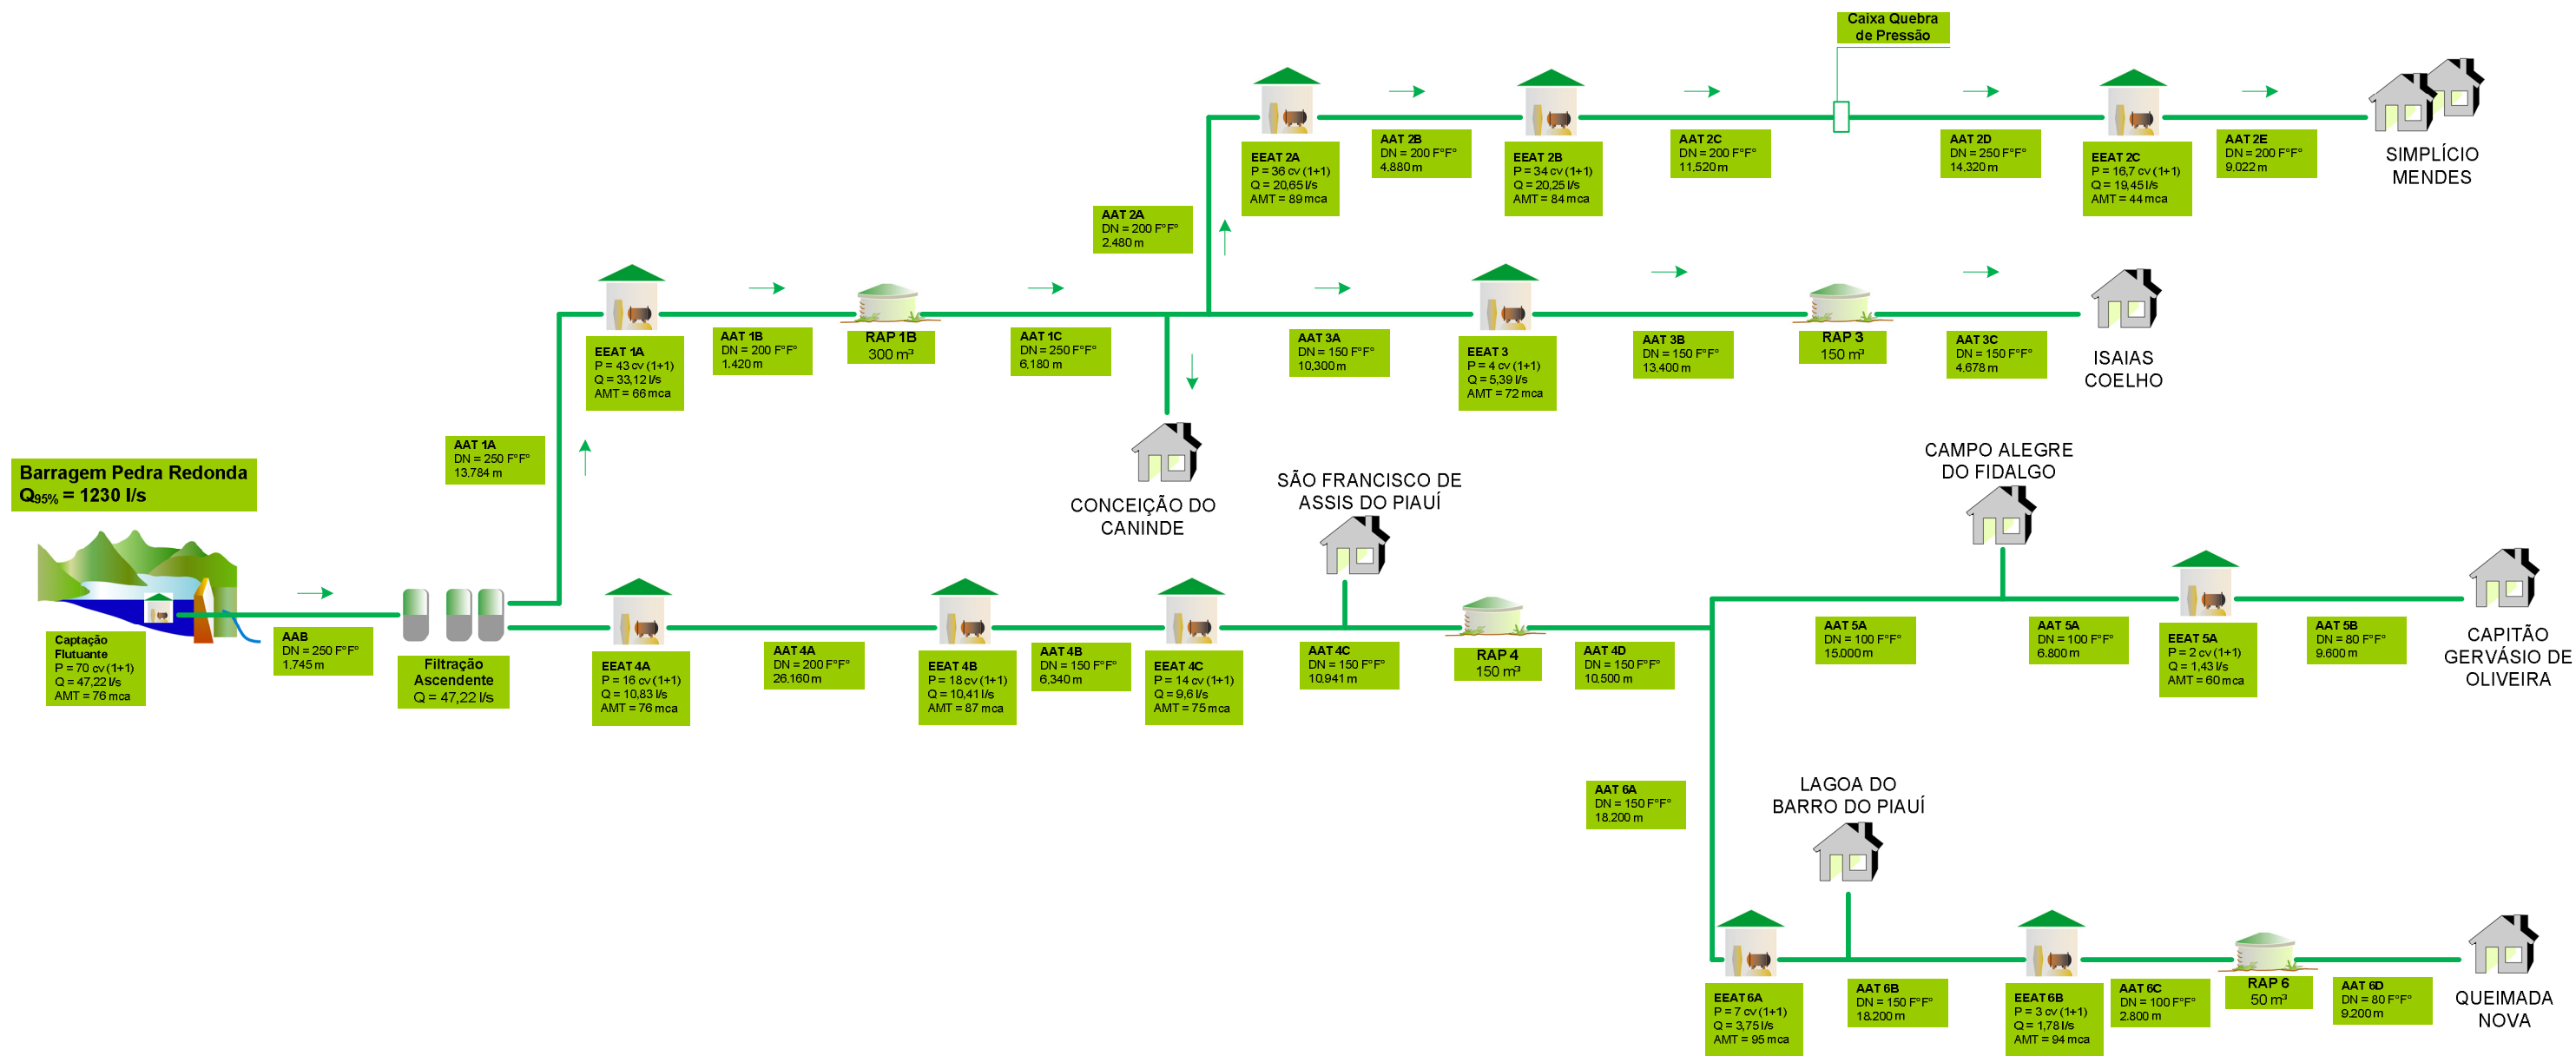 Caixa Quebra
de Pressão
EEAT 2A
P = 36 cv (1+1)
Q = 20,65 l/s
AMT = 89 mca
AAT 2B
DN = 200 F°F°
4.880 m
EEAT 2B
P = 34 cv (1+1)
Q = 20,25 l/s
AMT = 84 mca
AAT 2C
DN = 200 F°F°
11.520 m
AAT 2D
DN = 250 F°F°
14.320 m
EEAT 2C
P = 16,7 cv (1+1)
Q = 19,45 l/s
AMT = 44 mca
AAT 2E
DN = 200 F°F°
9.022 m
SIMPLÍCIO
MENDES
AAT 2A
DN = 200 F°F°
2.480 m
EEAT 1A
P = 43 cv (1+1)
Q = 33,12 l/s
AMT = 66 mca
AAT 1B
DN = 200 F°F°
1.420 m
RAP 1B
300 m³
AAT 1C
DN = 250 F°F°
6.180 m
AAT 3A
DN = 150 F°F°
10,300 m
EEAT 3
P = 4 cv (1+1)
Q = 5,39 l/s
AMT = 72 mca
AAT 3B
DN = 150 F°F°
13.400 m
RAP 3
150 m³
AAT 3C
DN = 150 F°F°
4.678 m
ISAIAS
COELHO
AAT 1A
DN = 250 F°F°
13.784 m
CONCEIÇÃO DO
CANINDE
Barragem Pedra Redonda
Q95% = 1230 l/s
Captação
Flutuante
P = 70 cv (1+1)
Q = 47,22 l/s
AMT = 76 mca
AAB
DN = 250 F°F°
1.745 m
Filtração
Ascendente
Q = 47,22 l/s
EEAT 4A
P = 16 cv (1+1)
Q = 10,83 l/s
AMT = 76 mca
AAT 4A
DN = 200 F°F°
26.160 m
EEAT 4B
P = 18 cv (1+1)
Q = 10,41 l/s
AMT = 87 mca
AAT 4B
DN = 150 F°F°
6.340 m
EEAT 4C
P = 14 cv (1+1)
Q = 9,6 l/s
AMT = 75 mca
SÃO FRANCISCO DE
ASSIS DO PIAUÍ
AAT 4C
DN = 150 F°F°
10.941 m
RAP 4
150 m³
AAT 4D
DN = 150 F°F°
10.500 m
CAMPO ALEGRE
DO FIDALGO
AAT 5A
DN = 100 F°F°
15.000 m
AAT 5A
DN = 100 F°F°
6.800 m
EEAT 5A
P = 2 cv (1+1)
Q = 1,43 l/s
AMT = 60 mca
AAT 5B
DN = 80 F°F°
9.600 m
CAPITÃO
GERVÁSIO DE
OLIVEIRA
AAT 6A
DN = 150 F°F°
18.200 m
LAGOA DO
BARRO DO PIAUÍ
EEAT 6A
P = 7 cv (1+1)
Q = 3,75 l/s
AMT = 95 mca
AAT 6B
DN = 150 F°F°
18.200 m
EEAT 6B
P = 3 cv (1+1)
Q = 1,78 l/s
AMT = 94 mca
AAT 6C
DN = 100 F°F°
2.800 m
RAP 6
50 m³
AAT 6D
DN = 80 F°F°
9.200 m
QUEIMADA
NOVA